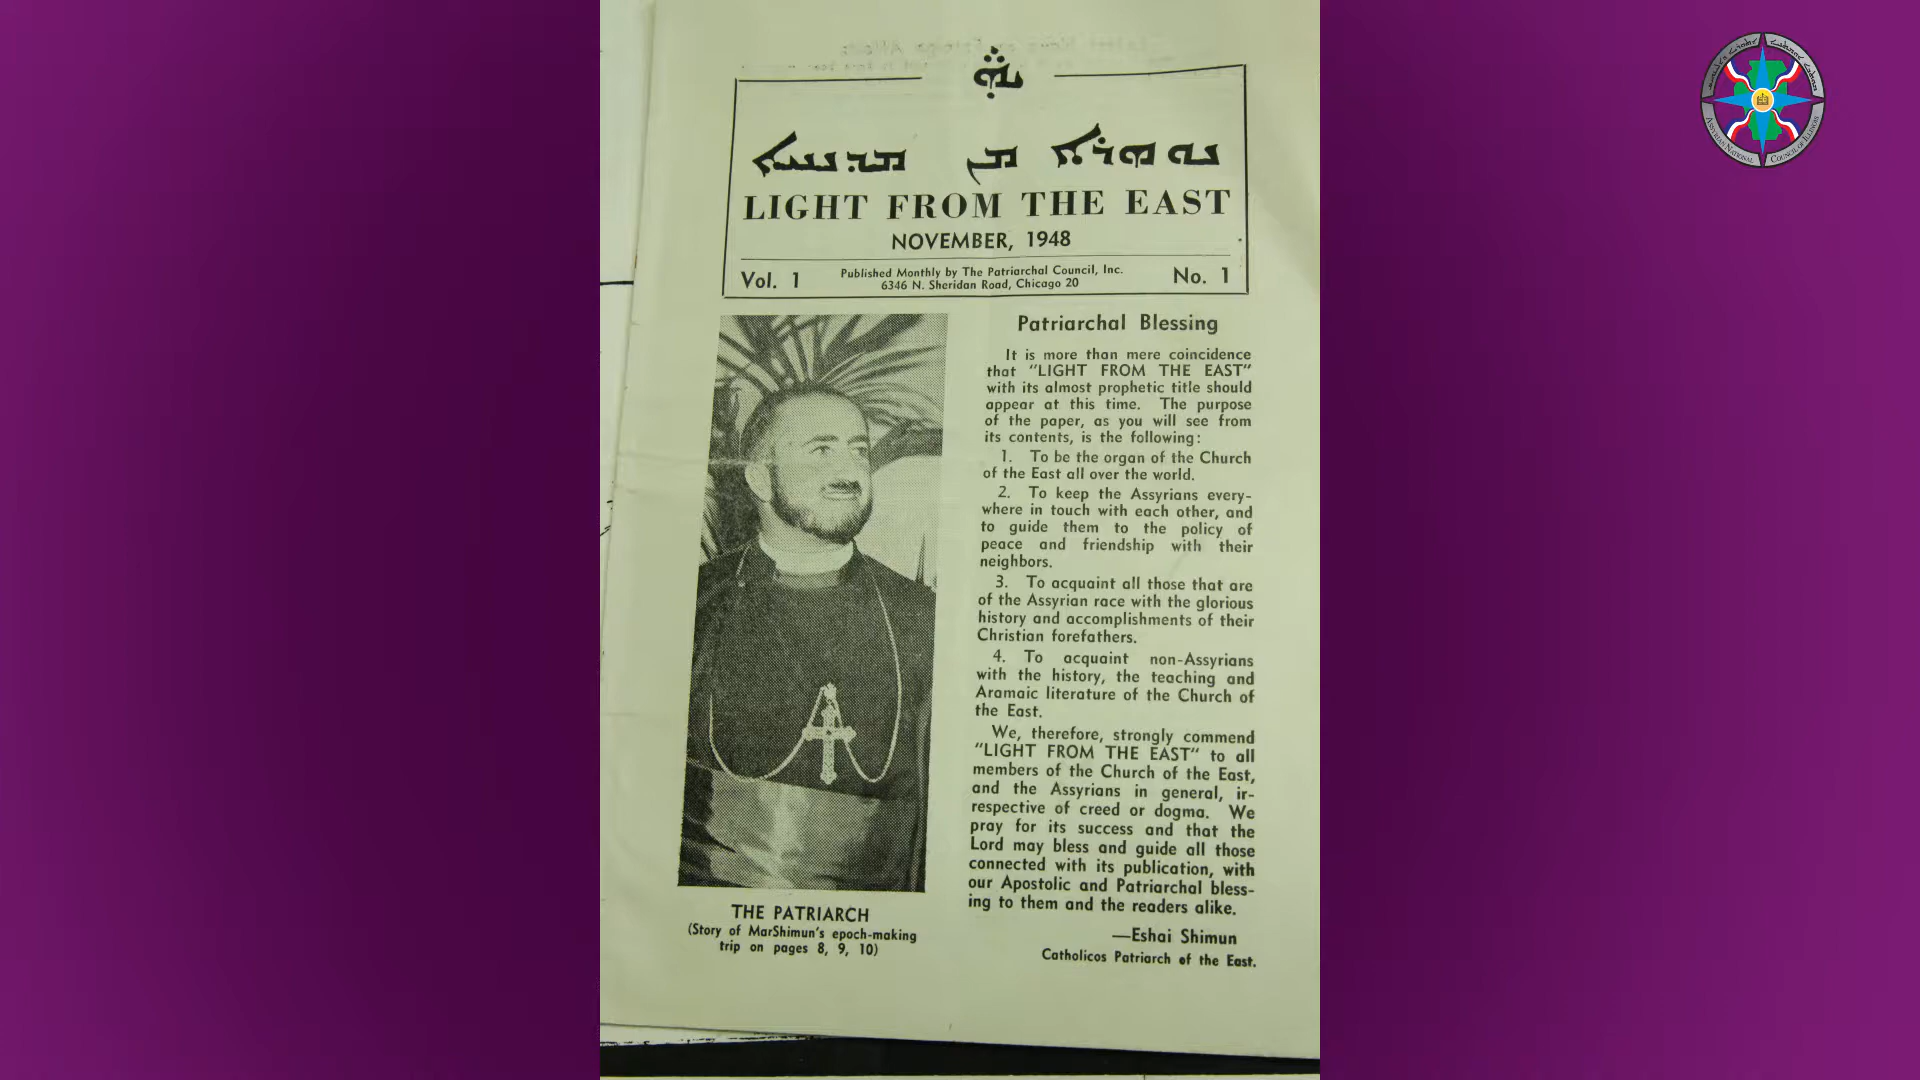 ܢܘܗܪܐ ܡܢ ܡܕܢܚܐ
LIGHT FROM THE EAST
NOVEMBER, 1948
Vol. 1
Published Monthly by The Patriarchal Council, Inc.
6346 N. Sheridan Road, Chicago 20
No. 1
THE PATRIARCH
(Story of MarShimun's epoch-making
trip on pages 8, 9, 10)
Patriarchal Blessing
It is more than mere coincidence
that "LIGHT FROM THE EAST"
with its almost prophetic title should
appear at this time. The purpose
of the paper, as you will see from
its contents, is the following:
1. To be the organ of the Church
of the East all over the world.
2. To keep the Assyrians every-
where in touch with each other, and
to guide them to the policy of
peace and friendship with their
neighbors.
3. To acquaint all those that are
of the Assyrian race with the glorious
history and accomplishments of their
Christian forefathers.
4. To acquaint non-Assyrians
with the history, the teaching and
Aramaic literature of the Church of
the East.
We, therefore, strongly commend
"LIGHT FROM THE EAST" to all
members of the Church of the East,
and the Assyrians in general, ir-
respective of creed or dogma. We
pray for its success and that the
Lord may bless and guide all those
connected with its publication, with
our Apostolic and Patriarchal bless-
ing to them and the readers alike.
—Eshai Shimun
Catholicos Patriarch of the East.
ASSYRIAN NATIONAL COUNCIL OF ILLINOIS